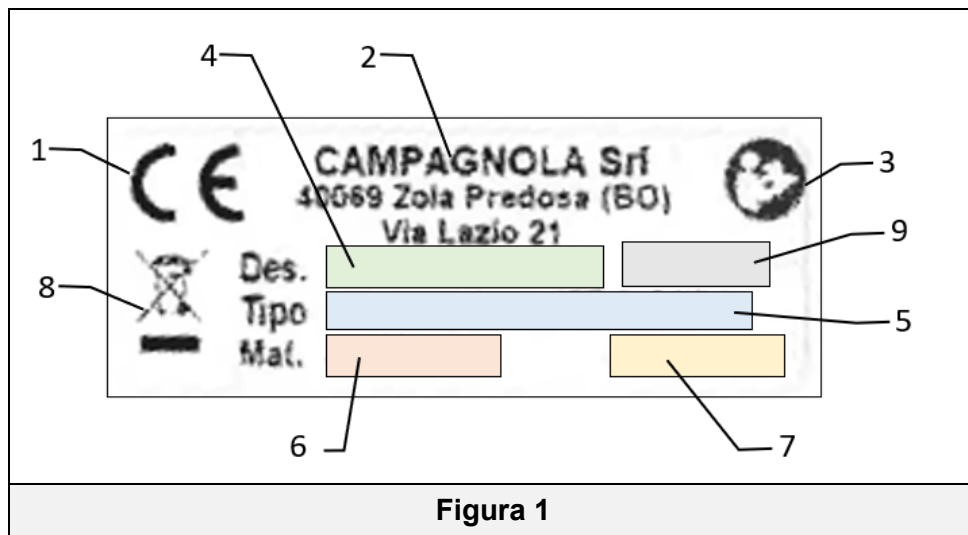 4 2
1 CE CAMPAGNOLA Srl 3
40069 Zola Predosa (BO)
Via Lazio 21
9
Des.
8
Tipo 5
Mat.
6 7
Figura 1